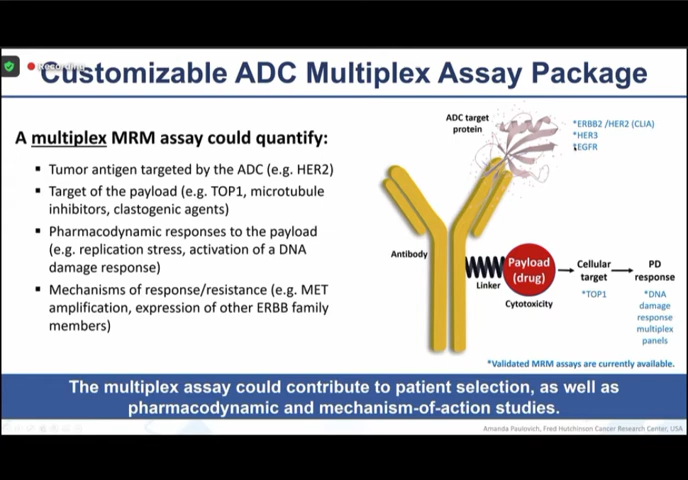 Recording
Customizable ADC Multiplex Assay Package
A multiplex MRM assay could quantify:
▪ Tumor antigen targeted by the ADC (e.g. HER2)
▪ Target of the payload (e.g. TOP1, microtubule
inhibitors, clastogenic agents)
▪ Pharmacodynamic responses to the payload
(e.g. replication stress, activation of a DNA
damage response)
▪ Mechanisms of response/resistance (e.g. MET
amplification, expression of other ERBB family
members)
ADC target
protein
*ERBB2 /HER2 (CLIA)
*HER3
*EGFR
Antibody
Linker
Payload
(drug)
Cytotoxicity
Cellular
target
*TOP1
PD
response
*DNA
damage
response
multiplex
panels
*Validated MRM assays are currently available.
The multiplex assay could contribute to patient selection, as well as
pharmacodynamic and mechanism-of-action studies.
Amanda Paulovich, Fred Hutchinson Cancer Research Center, USA